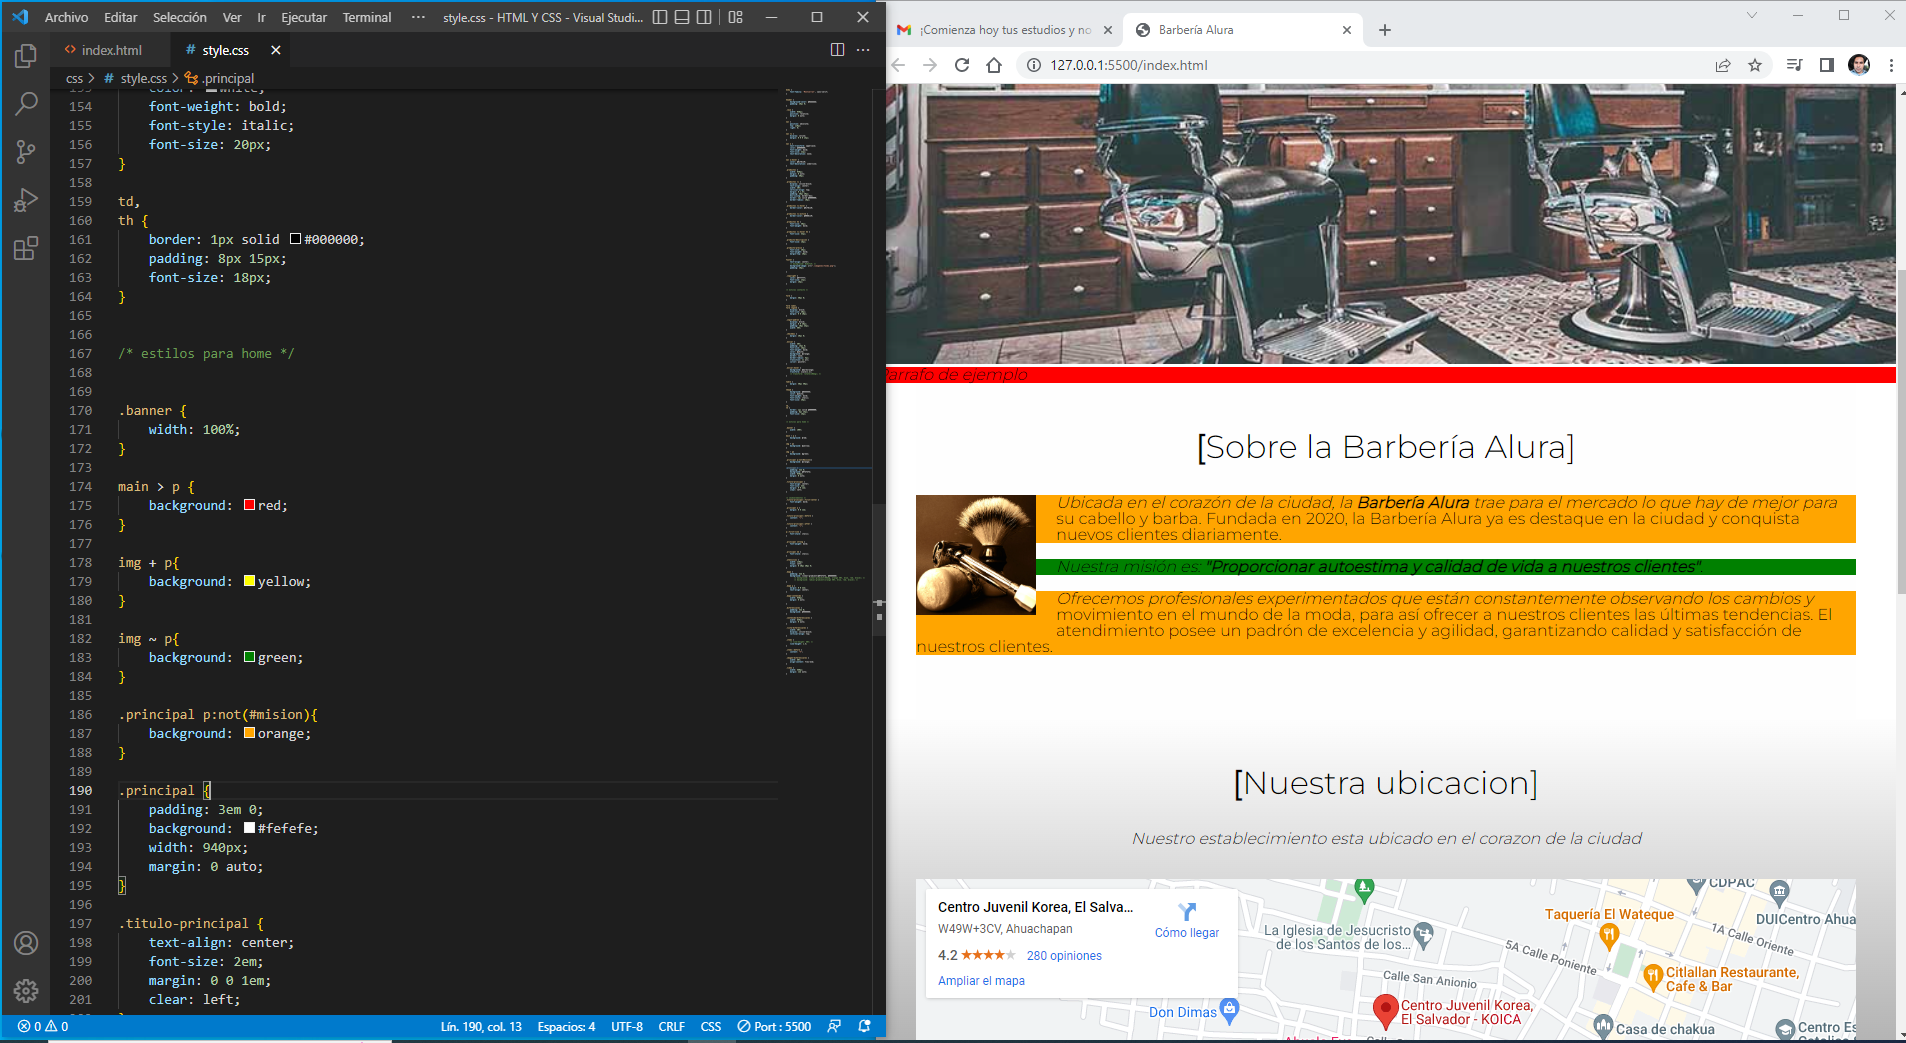 Archivo Editar Selección Ver Ir Ejecutar Terminal ··· style.css - HTML Y CSS - Visual Studi...
index.html
style.css
css > style.css > .principal
153 color: white;
154 font-weight: bold;
155 font-style: italic;
156 font-size: 20px;
157 }
158
159 td,
160 th {
161 border: 1px solid #000000;
162 padding: 8px 15px;
163 font-size: 18px;
164 }
165
166
167 /* estilos para home */
168
169
170 .banner {
171 width: 100%;
172 }
173
174 main > p {
175 background: red;
176 }
177
178 img + p{
179 background: yellow;
180 }
181
182 img ~ p{
183 background: green;
184 }
185
186 .principal p:not(#mision){
187 background: orange;
188 }
189
190 .principal {
191 padding: 3em 0;
192 background: #fefefe;
193 width: 940px;
194 margin: 0 auto;
195 }
196
197 .titulo-principal {
198 text-align: center;
199 font-size: 2em;
200 margin: 0 0 1em;
201 clear: left;
0 0 Lín. 190, col. 13 Espacios: 4 UTF-8 CRLF CSS Port : 5500
¡Comienza hoy tus estudios y no
Barbería Alura
127.0.0.1:5500/index.html
Parrafo de ejemplo
[Sobre la Barbería Alura]
Ubicada en el corazón de la ciudad, la Barbería Alura trae para el mercado lo que hay de mejor para
su cabello y barba. Fundada en 2020, la Barbería Alura ya es destaque en la ciudad y conquista
nuevos clientes diariamente.
Nuestra misión es: "Proporcionar autoestima y calidad de vida a nuestros clientes".
Ofrecemos profesionales experimentados que están constantemente observando los cambios y
movimiento en el mundo de la moda, para así ofrecer a nuestros clientes las últimas tendencias. El
atendimiento posee un padrón de excelencia y agilidad, garantizando calidad y satisfacción de
nuestros clientes.
[Nuestra ubicacion]
Nuestro establecimiento esta ubicado en el corazon de la ciudad
Centro Juvenil Korea, El Salva...
W49W+3CV, Ahuachapan
4.2 280 opiniones
Ampliar el mapa
Cómo llegar
CDPAC
Taquería El Wateque
DUICentro Ahua
1A Calle Oriente
La Iglesia de Jesucristo
de los Santos de los...
5A Calle Poniente
Calle San Anionio
Citlallan Restaurante,
Cafe & Bar
Centro Juvenil Korea,
El Salvador - KOICA
Don Dimas
Casa de chakua
Centro Es